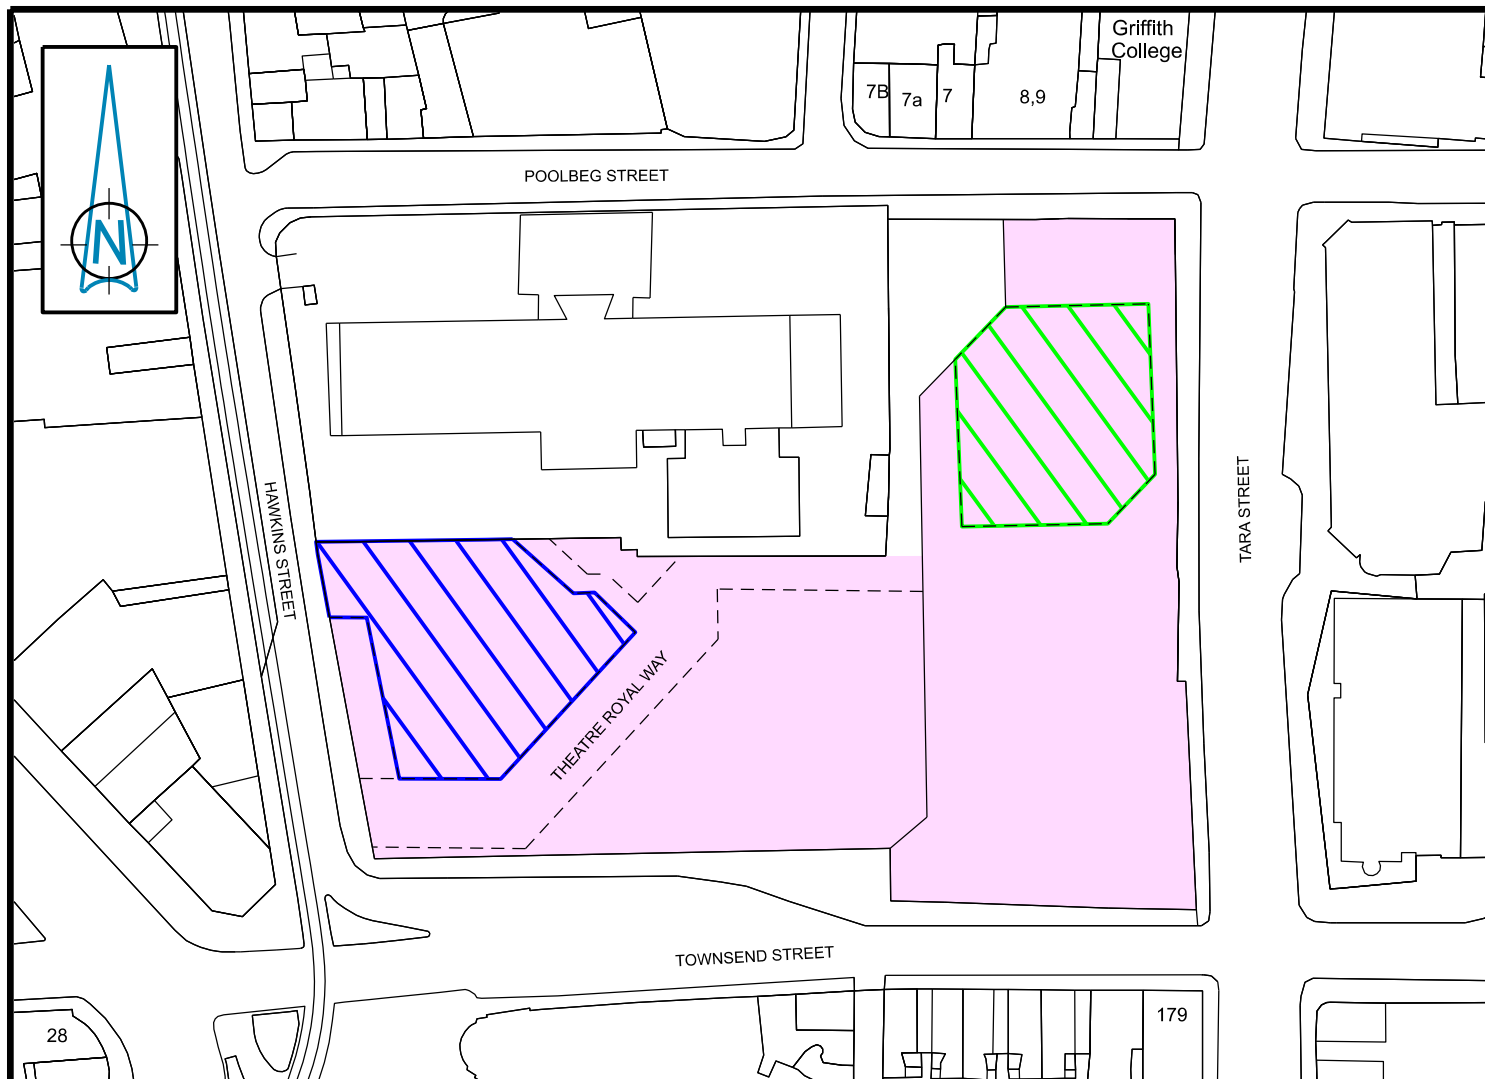 Griffith
College
7B
7a
7
8,9
POOLBEG STREET
N
HAWKINS STREET
TARA STREET
THEATRE ROYAL WAY
TOWNSEND STREET
179
28